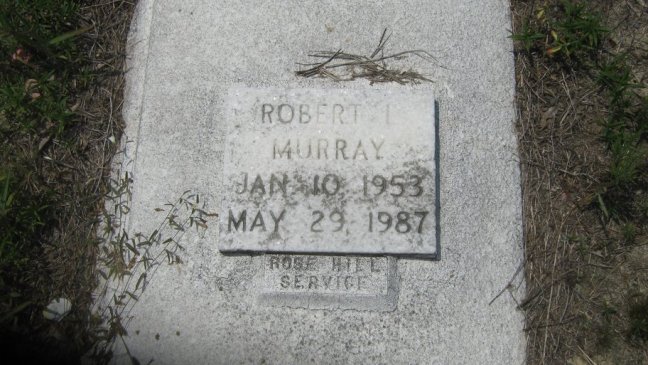 ROBERT L
MURRAY
JAN 10 1953
MAY 29 1987
ROSE HILL
SERVICE